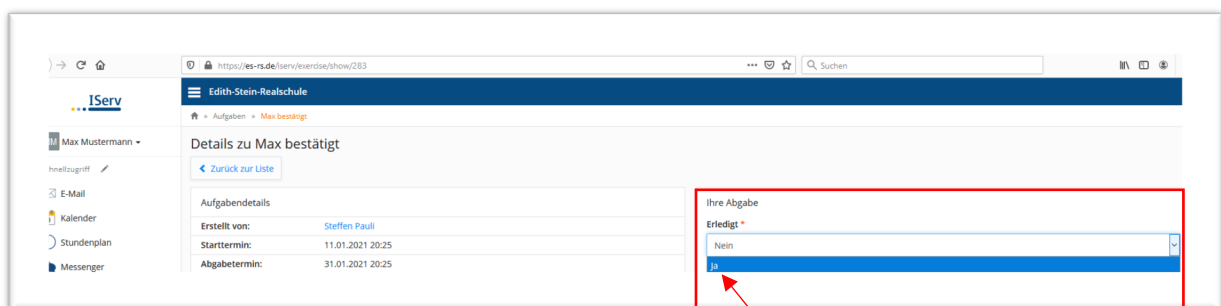 https://es-rs.de/iserv/exercise/show/283
Suchen
IServ
Edith-Stein-Realschule
Aufgaben » Max bestätigt
Max Mustermann
Details zu Max bestätigt
hnellzugriff
Zurück zur Liste
E-Mail
Kalender
Stundenplan
Messenger
Aufgabendetails
Erstellt von: Steffen Pauli
Starttermin: 11.01.2021 20:25
Abgabetermin: 31.01.2021 20:25
Ihre Abgabe
Erledigt *
Nein
Ja